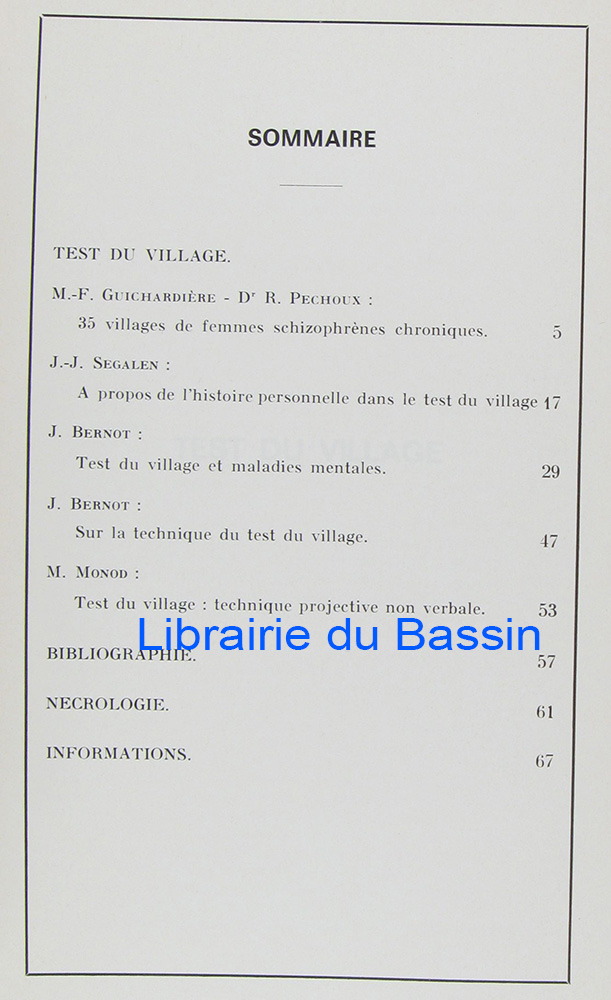 SOMMAIRE
TEST DU VILLAGE.
M.-F. GUICHARDIÈRE - Dr R. PECHOUX :
35 villages de femmes schizophrènes chroniques. 5
J.-J. SEGALEN :
A propos de l'histoire personnelle dans le test du village 17
J. BERNOT :
Test du village et maladies mentales. 29
J. BERNOT :
Sur la technique du test du village. 47
M. MONOD :
Test du village : technique projective non verbale. 53
Librairie du Bassin
BIBLIOGRAPHIE. 57
NECROLOGIE. 61
INFORMATIONS. 67